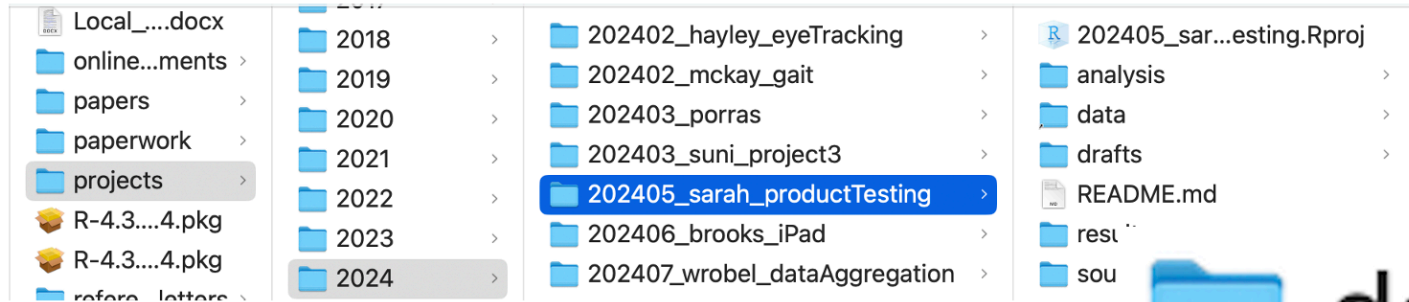 Local_....docx
online...ments
papers
paperwork
projects
R-4.3....4.pkg
R-4.3....4.pkg
2018
2019
2020
2021
2022
2023
2024
202402_hayley_eyeTracking
202402_mckay_gait
202403_porras
202403_suni_project3
202405_sarah_productTesting
202406_brooks_iPad
202407_wrobel_dataAggregation
202405_sar...esting.Rproj
analysis
data
drafts
README.md
sou